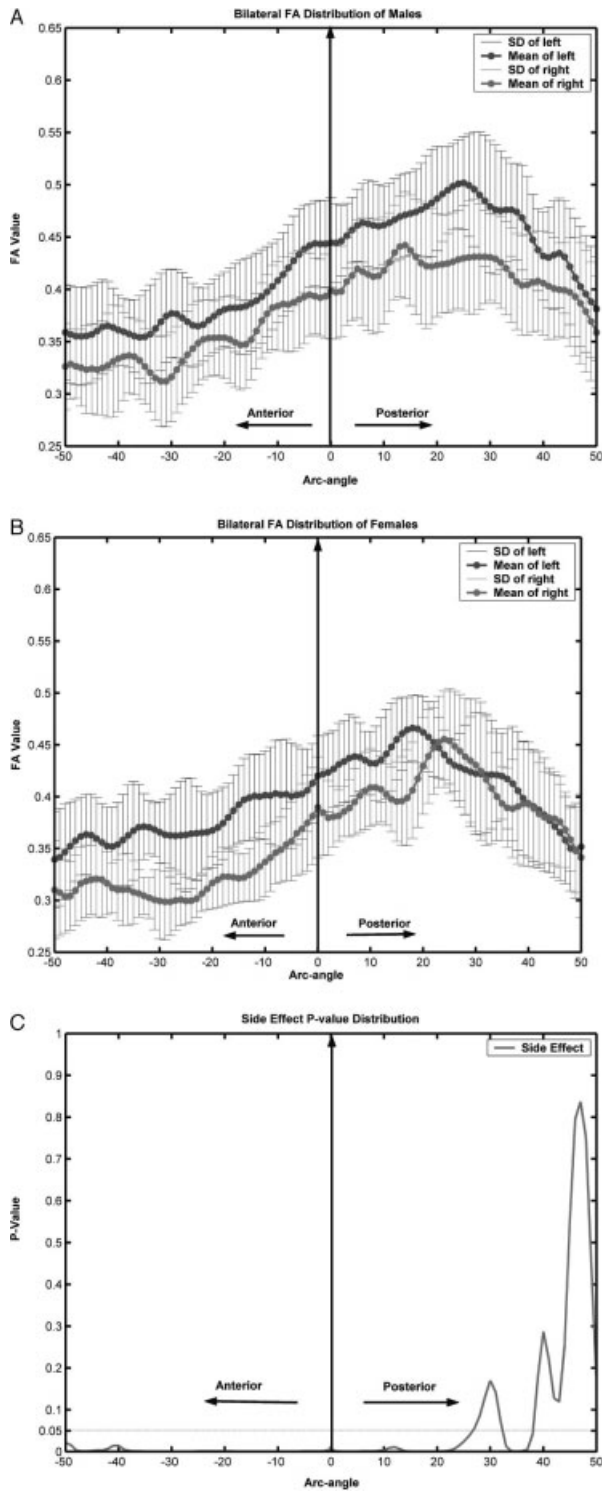 A
Bilateral FA Distribution of Males
0.65
0.6
0.55
0.5
0.45
0.4
0.35
0.3
0.25
FA Value
SD of left
Mean of left
SD of right
Mean of right
Anterior
Posterior
-50 -40 -30 -20 -10 0 10 20 30 40 50
Arc-angle
B
Bilateral FA Distribution of Females
0.65
0.6
0.55
0.5
0.45
0.4
0.35
0.3
0.25
FA Value
SD of left
Mean of left
SD of right
Mean of right
Anterior
Posterior
-50 -40 -30 -20 -10 0 10 20 30 40 50
Arc-angle
C
Side Effect P-value Distribution
1
0.9
0.8
0.7
0.6
0.5
0.4
0.3
0.2
0.1
0.05
0
P-Value
Side Effect
Anterior
Posterior
-50 -40 -30 -20 -10 0 10 20 30 40 50
Arc-angle